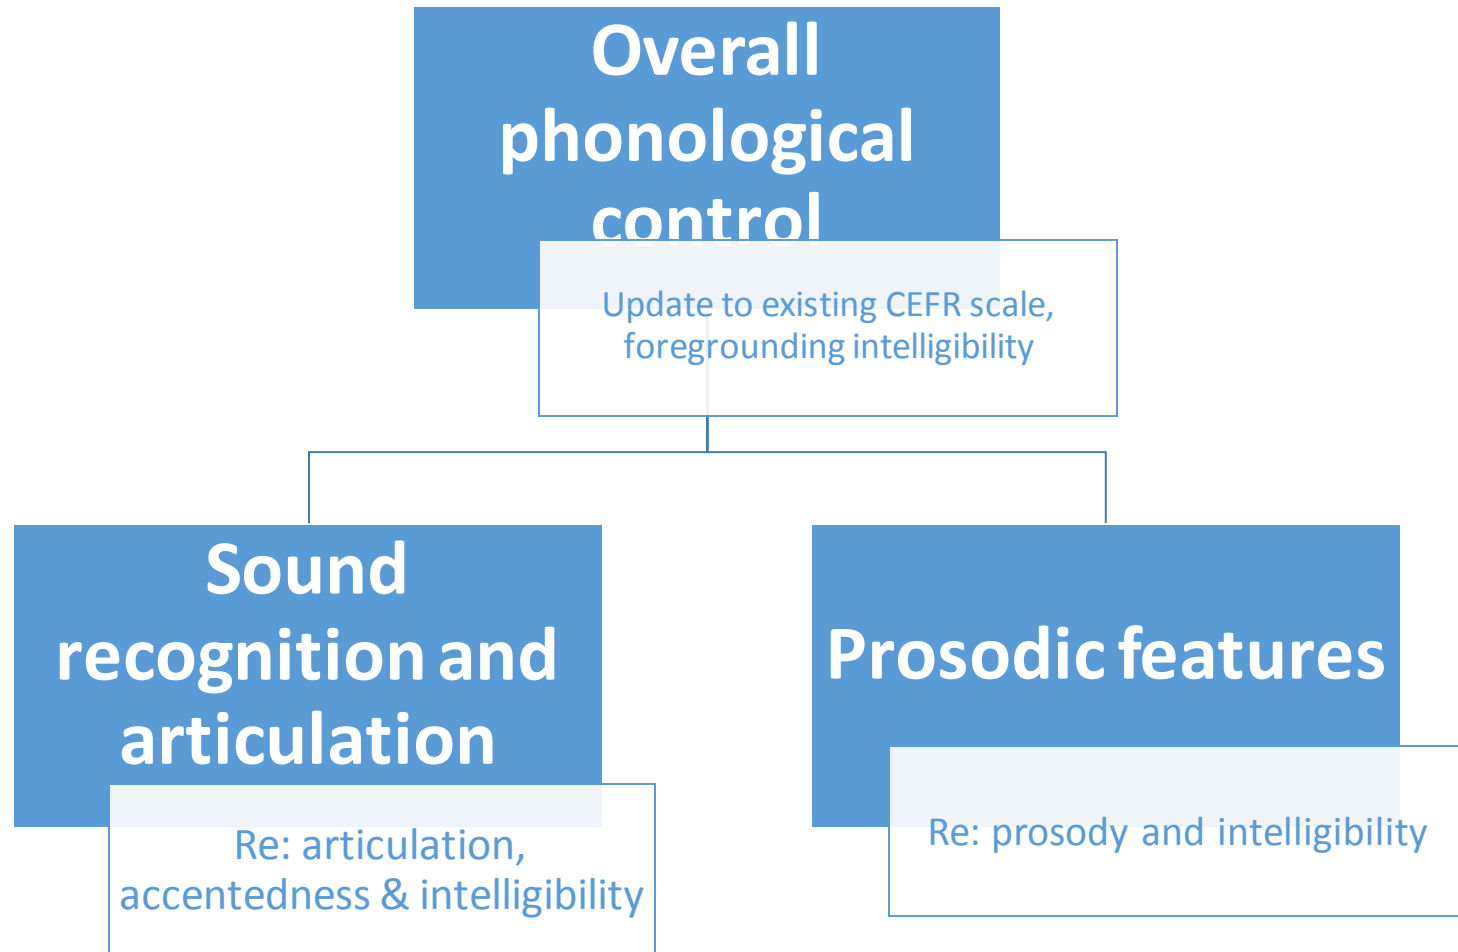 Overall
phonological
control
Update to existing CEFR scale,
foregrounding intelligibility
Sound
recognition and
articulation
Re: articulation,
accentedness & intelligibility
Prosodic features
Re: prosody and intelligibility